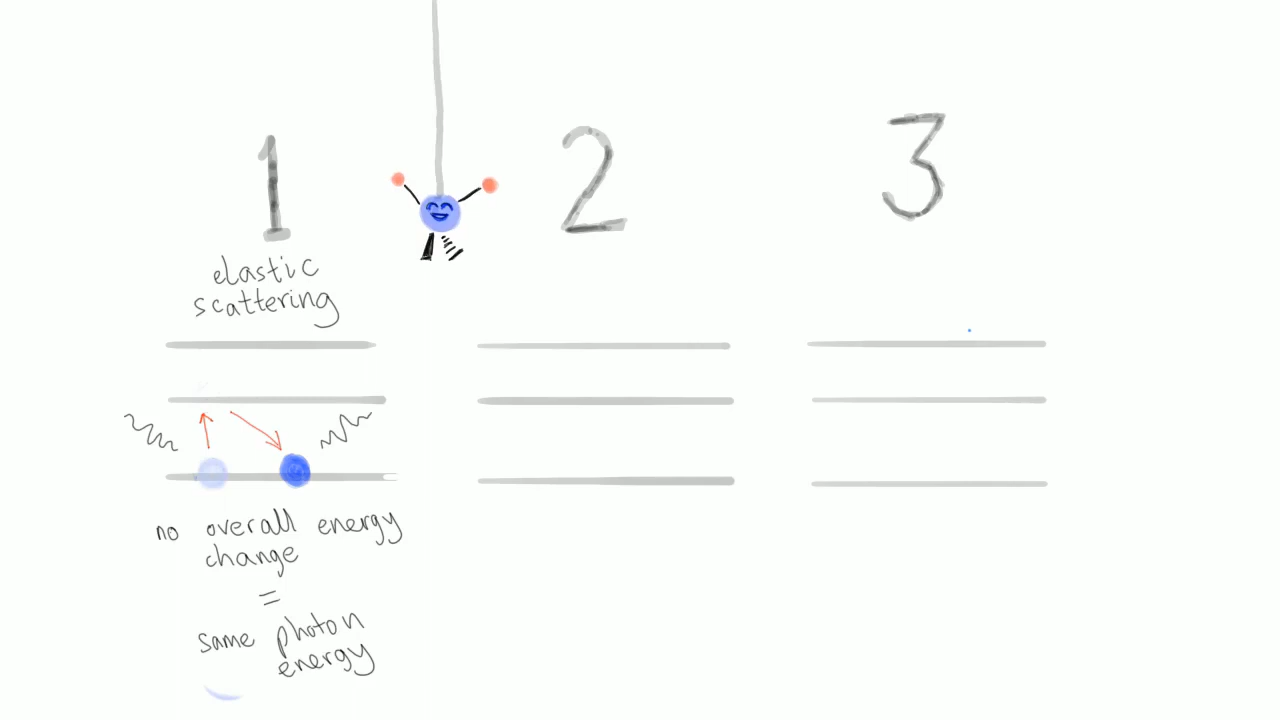 1 2 3
elastic
scattering
no overall energy
change
=
same photon
energy